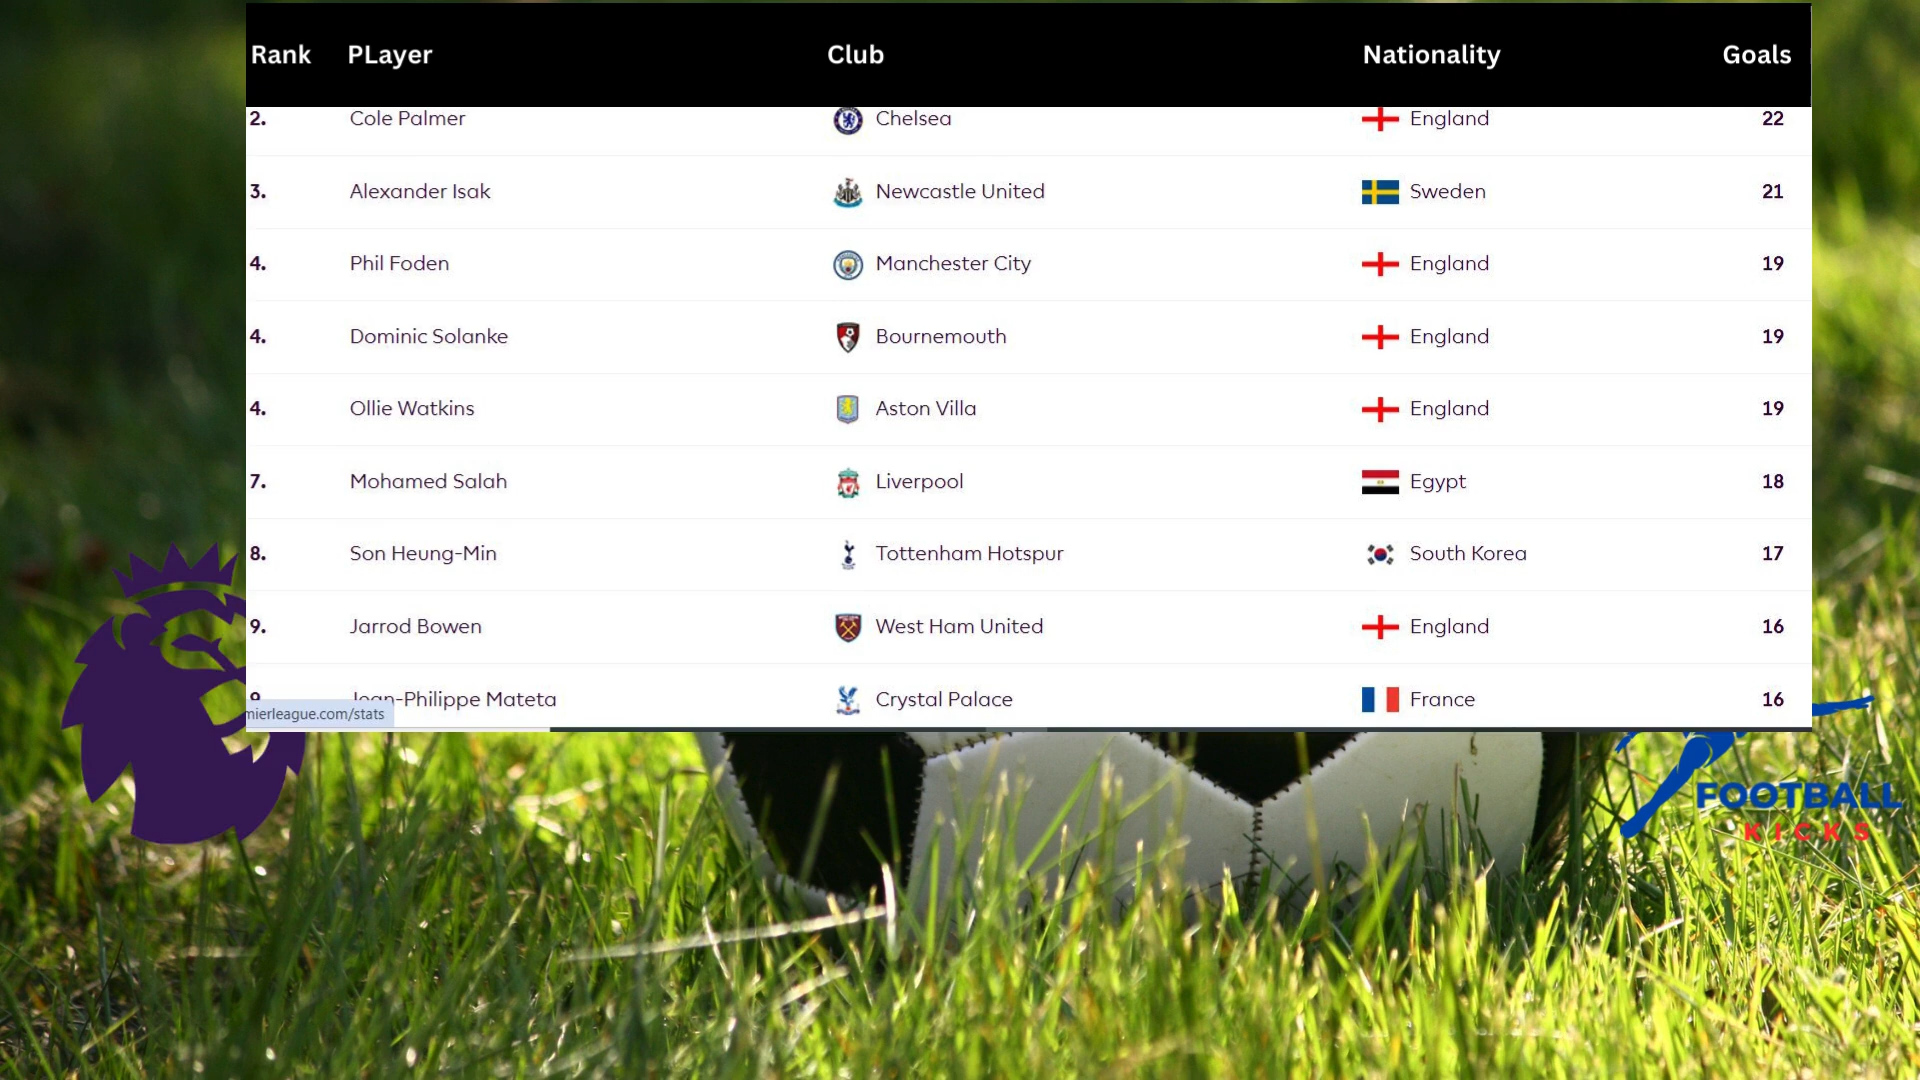 Rank PLayer Club Nationality Goals
2. Cole Palmer Chelsea England 22
3. Alexander Isak Newcastle United Sweden 21
4. Phil Foden Manchester City England 19
4. Dominic Solanke Bournemouth England 19
4. Ollie Watkins Aston Villa England 19
7. Mohamed Salah Liverpool Egypt 18
8. Son Heung-Min Tottenham Hotspur South Korea 17
9. Jarrod Bowen West Ham United England 16
9. Jean-Philippe Mateta Crystal Palace France 16
mierleague.com/stats
FOOTBALL
KICKS